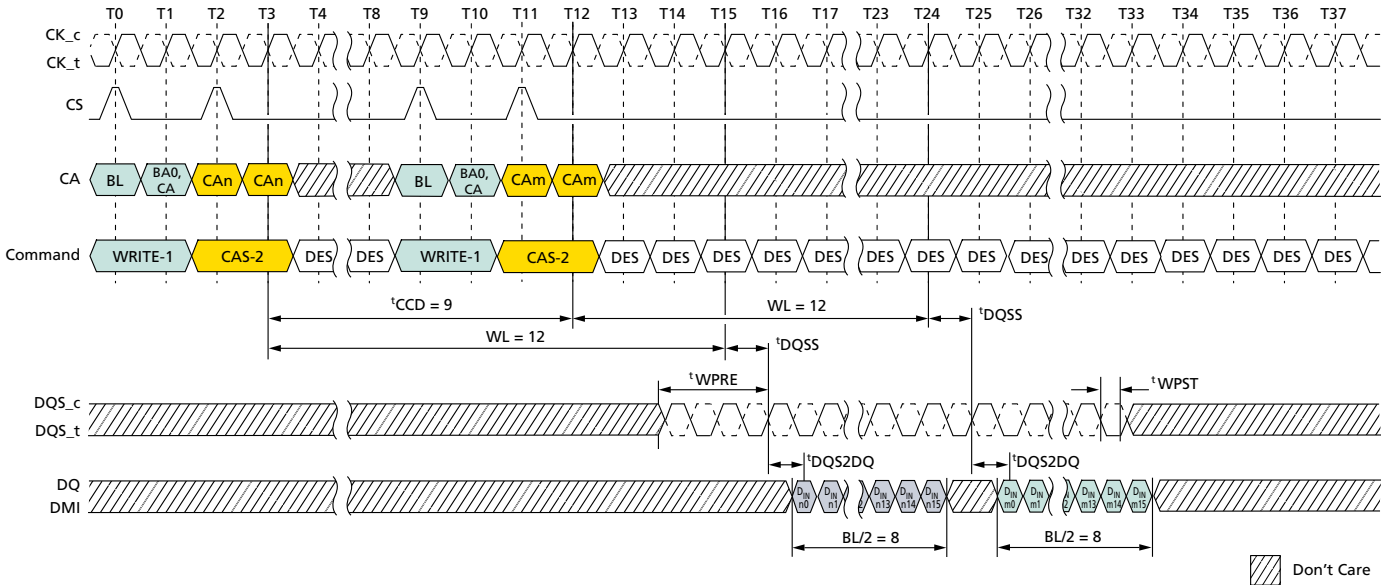 T0 T1 T2 T3 T4 T8 T9 T10 T11 T12 T13 T14 T15 T16 T17 T23 T24 T25 T26 T32 T33 T34 T35 T36 T37
CK_c
CK_t
CS
CA BL BA0, CA CAn CAn BL BA0, CA CAm CAm
Command WRITE-1 CAS-2 DES DES WRITE-1 CAS-2 DES DES DES DES DES DES DES DES DES DES DES DES DES DES DES
tCCD = 9 WL = 12 tDQSS
WL = 12 tDQSS
tWPRE tWPST
DQS_c
DQS_t
tDQS2DQ tDQS2DQ
DQ
DMI
DIN n0 DIN n1 2 DIN n13 DIN n14 DIN n15 DIN m0 DIN m1 N 2 DIN m13 DIN m14 DIN m15
BL/2 = 8 BL/2 = 8
Don't Care